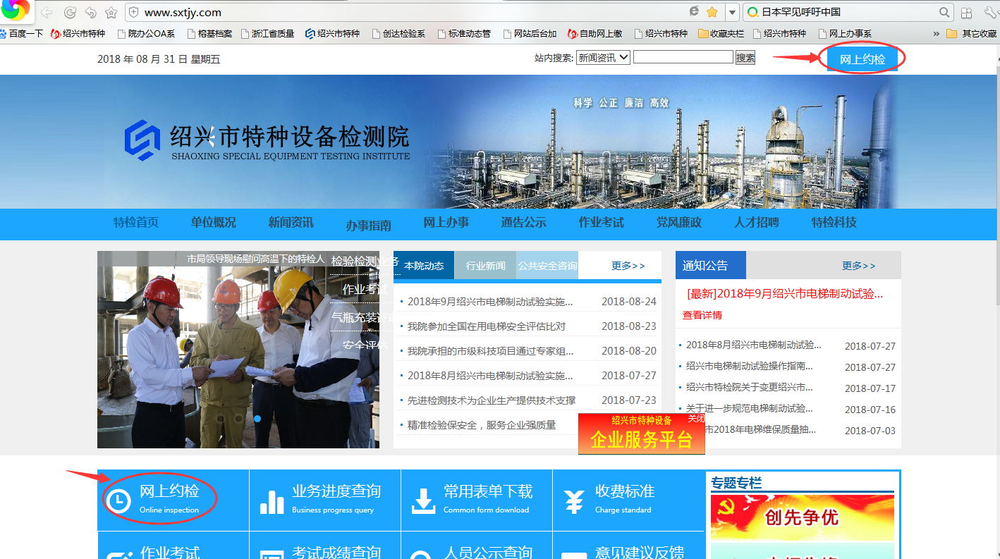 www.sxtjy.com
日本罕见呼吁中国
百度一下 绍兴市特种 院办公OA系 榕基档案 浙江省质量 绍兴市特种 创达检验系 标准动态管 网站后台加 自助网上缴 绍兴市特种 收藏夹栏 绍兴市特种 网上办事系 » 其它收藏
2018 年 08 月 31 日 星期五
站内搜索: 新闻资讯 搜索
网上约检
科学 公正 廉洁 高效
绍兴市特种设备检测院
SHAOXING SPECIAL EQUIPMENT TESTING INSTITUTE
特检首页 单位概况 新闻资讯 办事指南 网上办事 通告公示 作业考试 党风廉政 人才招聘 特检科技
市局领导现场慰问高温下的特检人
检验检测业务
作业考试
气瓶充装评审
安全评估
本院动态 行业新闻 公共安全咨询 更多>>
2018年9月绍兴市电梯制动试验实施... 2018-08-24
我院参加全国在用电梯安全评估比对 2018-08-23
我院承担的市级科技项目通过专家组... 2018-08-20
2018年8月绍兴市电梯制动试验实施... 2018-07-27
先进检测技术为企业生产提供技术支撑 2018-07-23
精准检验保安全，服务企业强质量
通知公告 更多>>
[最新]2018年9月绍兴市电梯制动试验...
查看详情
2018年8月绍兴市电梯制动试验... 2018-07-27
绍兴市电梯制动试验操作指南... 2018-07-27
绍兴市特检院关于变更绍兴市... 2018-07-17
关于进一步规范电梯制动试验... 2018-07-16
市2018年电梯维保质量抽... 2018-07-03
绍兴市特种设备 关闭
企业服务平台
网上约检
Online inspection
业务进度查询
Business progress query
常用表单下载
Common form download
收费标准
Charge standard
专题专栏
创先争优
作业考试 考试成绩查询 人员公示查询 意见建议反馈